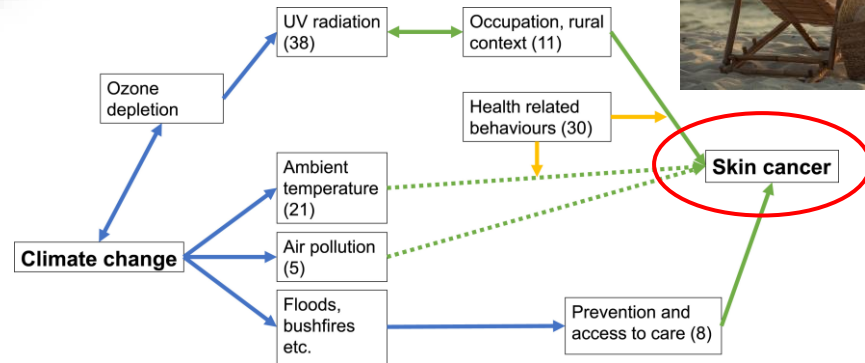 UV radiation
(38)
Occupation, rural
context (11)
Ozone
depletion
Health related
behaviours (30)
Skin cancer
Ambient
temperature
(21)
Climate change
Air pollution
(5)
Floods,
bushfires
etc.
Prevention and
access to care (8)